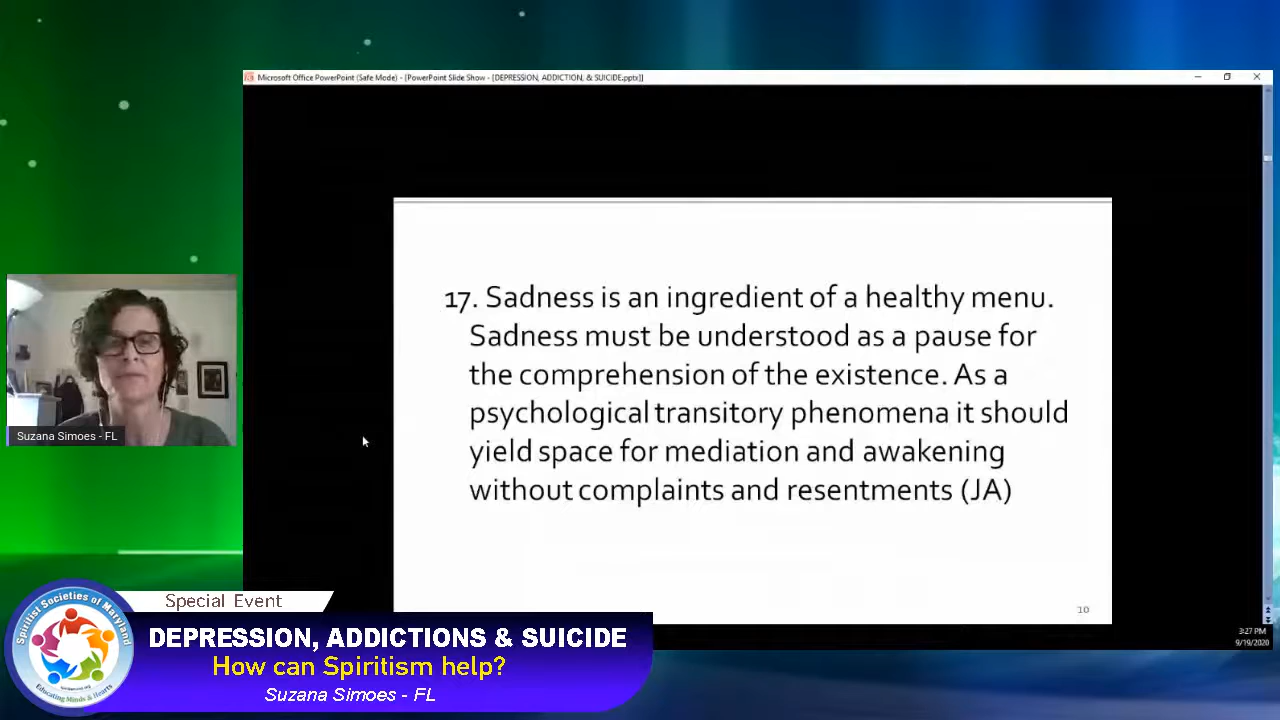 Microsoft Office PowerPoint (Safe Mode) - [PowerPoint Slide Show - [DEPRESSION, ADDICTION, & SUICIDE.pptx]]
17. Sadness is an ingredient of a healthy menu.
Sadness must be understood as a pause for
the comprehension of the existence. As a
psychological transitory phenomena it should
yield space for mediation and awakening
without complaints and resentments (JA)
10
Suzana Simoes - FL
3:27 PM
9/19/2020
Spiritist Societies of Maryland
Educating Minds & Hearts
Special Event
DEPRESSION, ADDICTIONS & SUICIDE
How can Spiritism help?
Suzana Simoes - FL